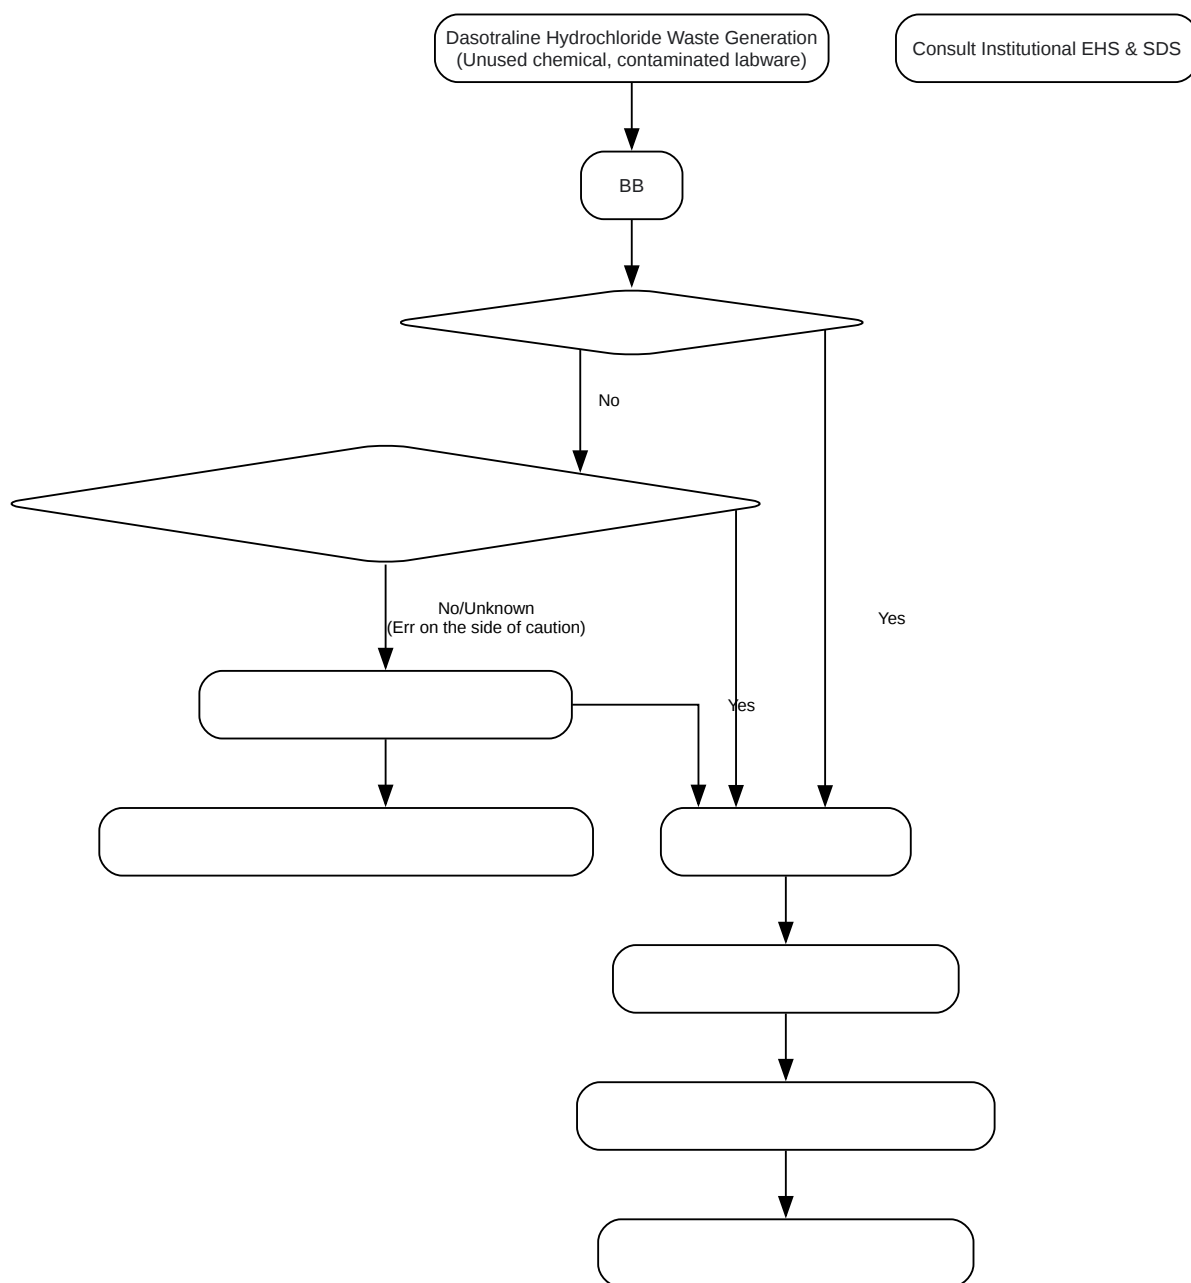 Dasotraline Hydrochloride Waste Generation
(Unused chemical, contaminated labware)
Consult Institutional EHS & SDS
BB
No
No/Unknown
(Err on the side of caution)
Yes
Yes